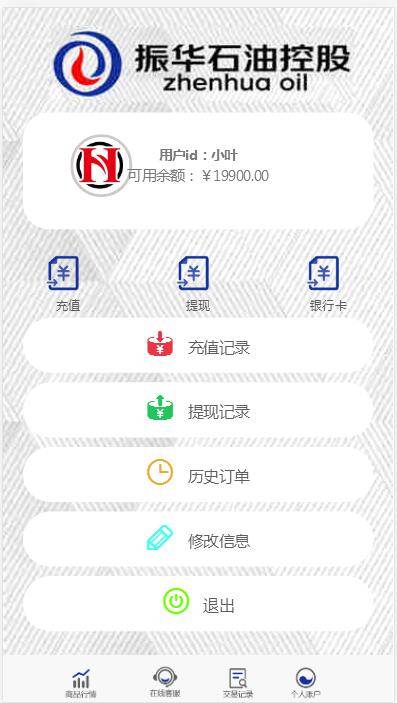 振华石油控股
zhenhua oil
用户id：小叶
可用余额：￥19900.00
充值 提现 银行卡
充值记录
提现记录
历史订单
修改信息
退出
商品行情 在线客服 交易记录 个人账户